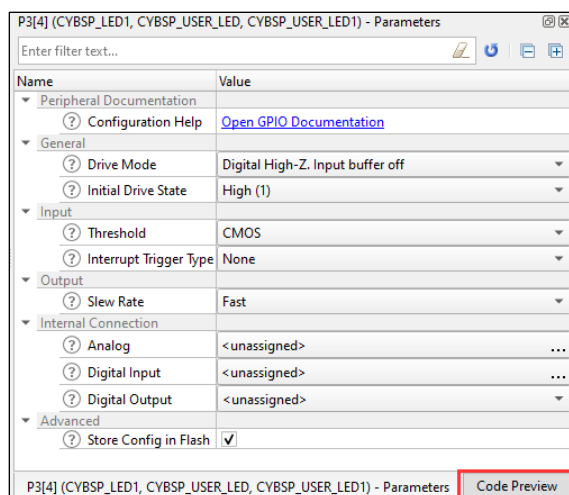 P3[4] (CYBSP_LED1, CYBSP_USER_LED, CYBSP_USER_LED1) - Parameters
Enter filter text...
Name Value
Peripheral Documentation
? Configuration Help Open GPIO Documentation
General
? Drive Mode Digital High-Z. Input buffer off
? Initial Drive State High (1)
Input
? Threshold CMOS
? Interrupt Trigger Type None
Output
? Slew Rate Fast
Internal Connection
? Analog <unassigned> ...
? Digital Input <unassigned> ...
? Digital Output <unassigned>
Advanced
? Store Config in Flash
P3[4] (CYBSP_LED1, CYBSP_USER_LED, CYBSP_USER_LED1) - Parameters Code Preview